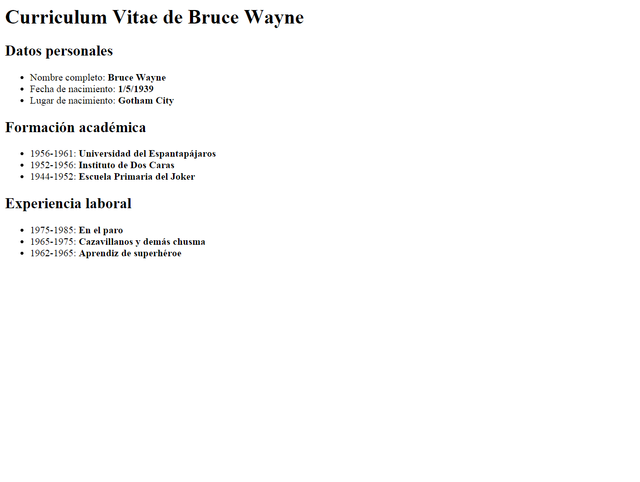 Curriculum Vitae de Bruce Wayne
Datos personales
Nombre completo: Bruce Wayne
Fecha de nacimiento: 1/5/1939
Lugar de nacimiento: Gotham City
Formación académica
1956-1961: Universidad del Espantapájaros
1952-1956: Instituto de Dos Caras
1944-1952: Escuela Primaria del Joker
Experiencia laboral
1975-1985: En el paro
1965-1975: Cazavillanos y demás chusma
1962-1965: Aprendiz de superhéroe